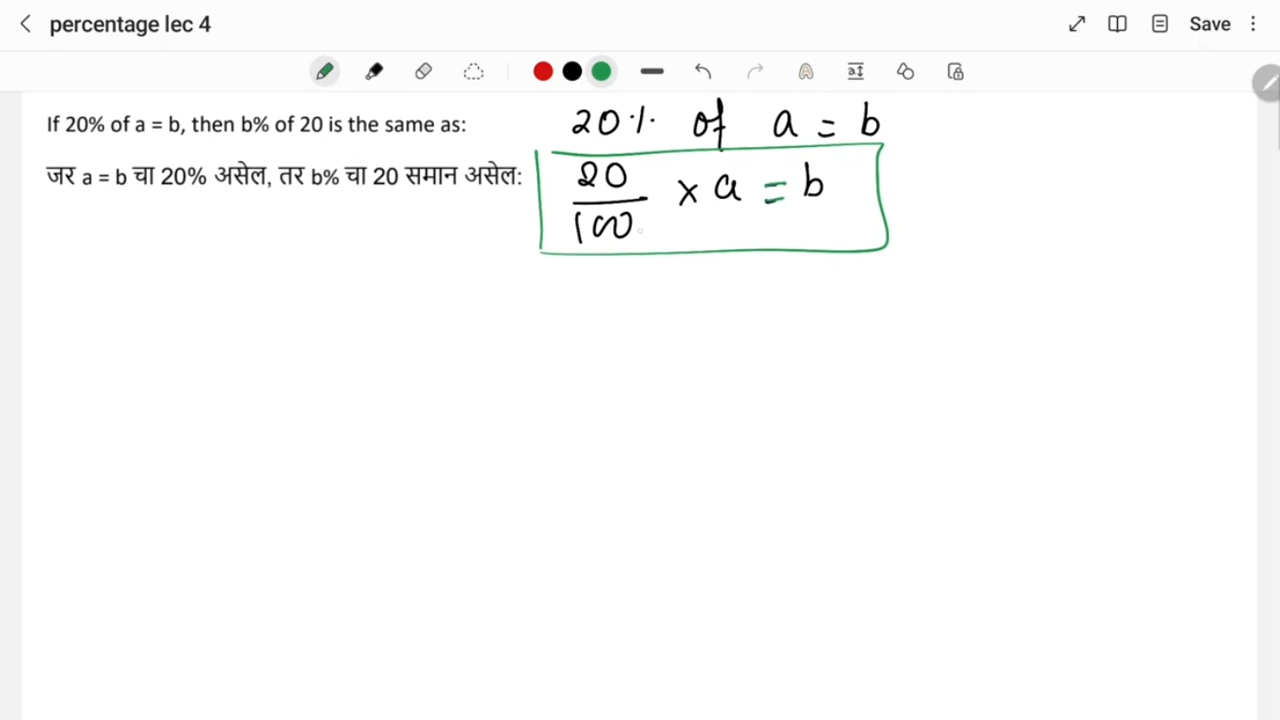 percentage lec 4
Save
If 20% of a = b, then b% of 20 is the same as:
जर a = b चा 20% असेल, तर b% चा 20 समान असेल:
20% of a = b
20/100 × a = b